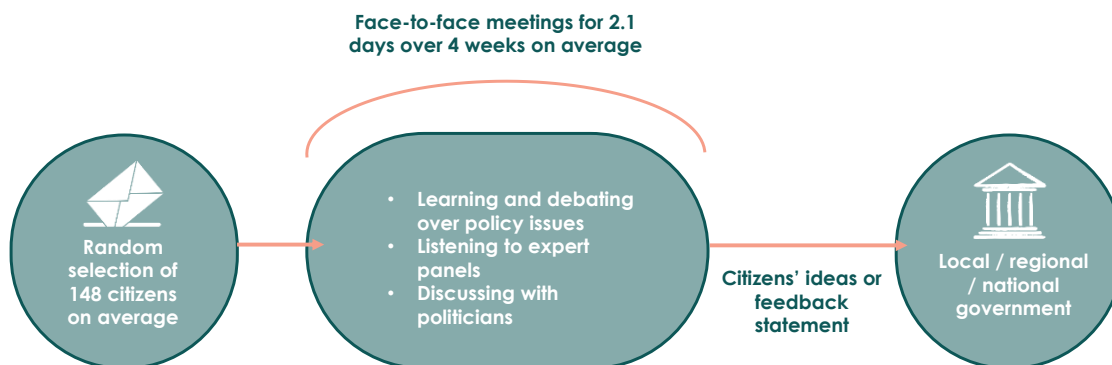 Face-to-face meetings for 2.1
days over 4 weeks on average
Random
selection of
148 citizens
on average
• Learning and debating
over policy issues
• Listening to expert
panels
• Discussing with
politicians
Citizens' ideas or
feedback
statement
Local / regional
/ national
government